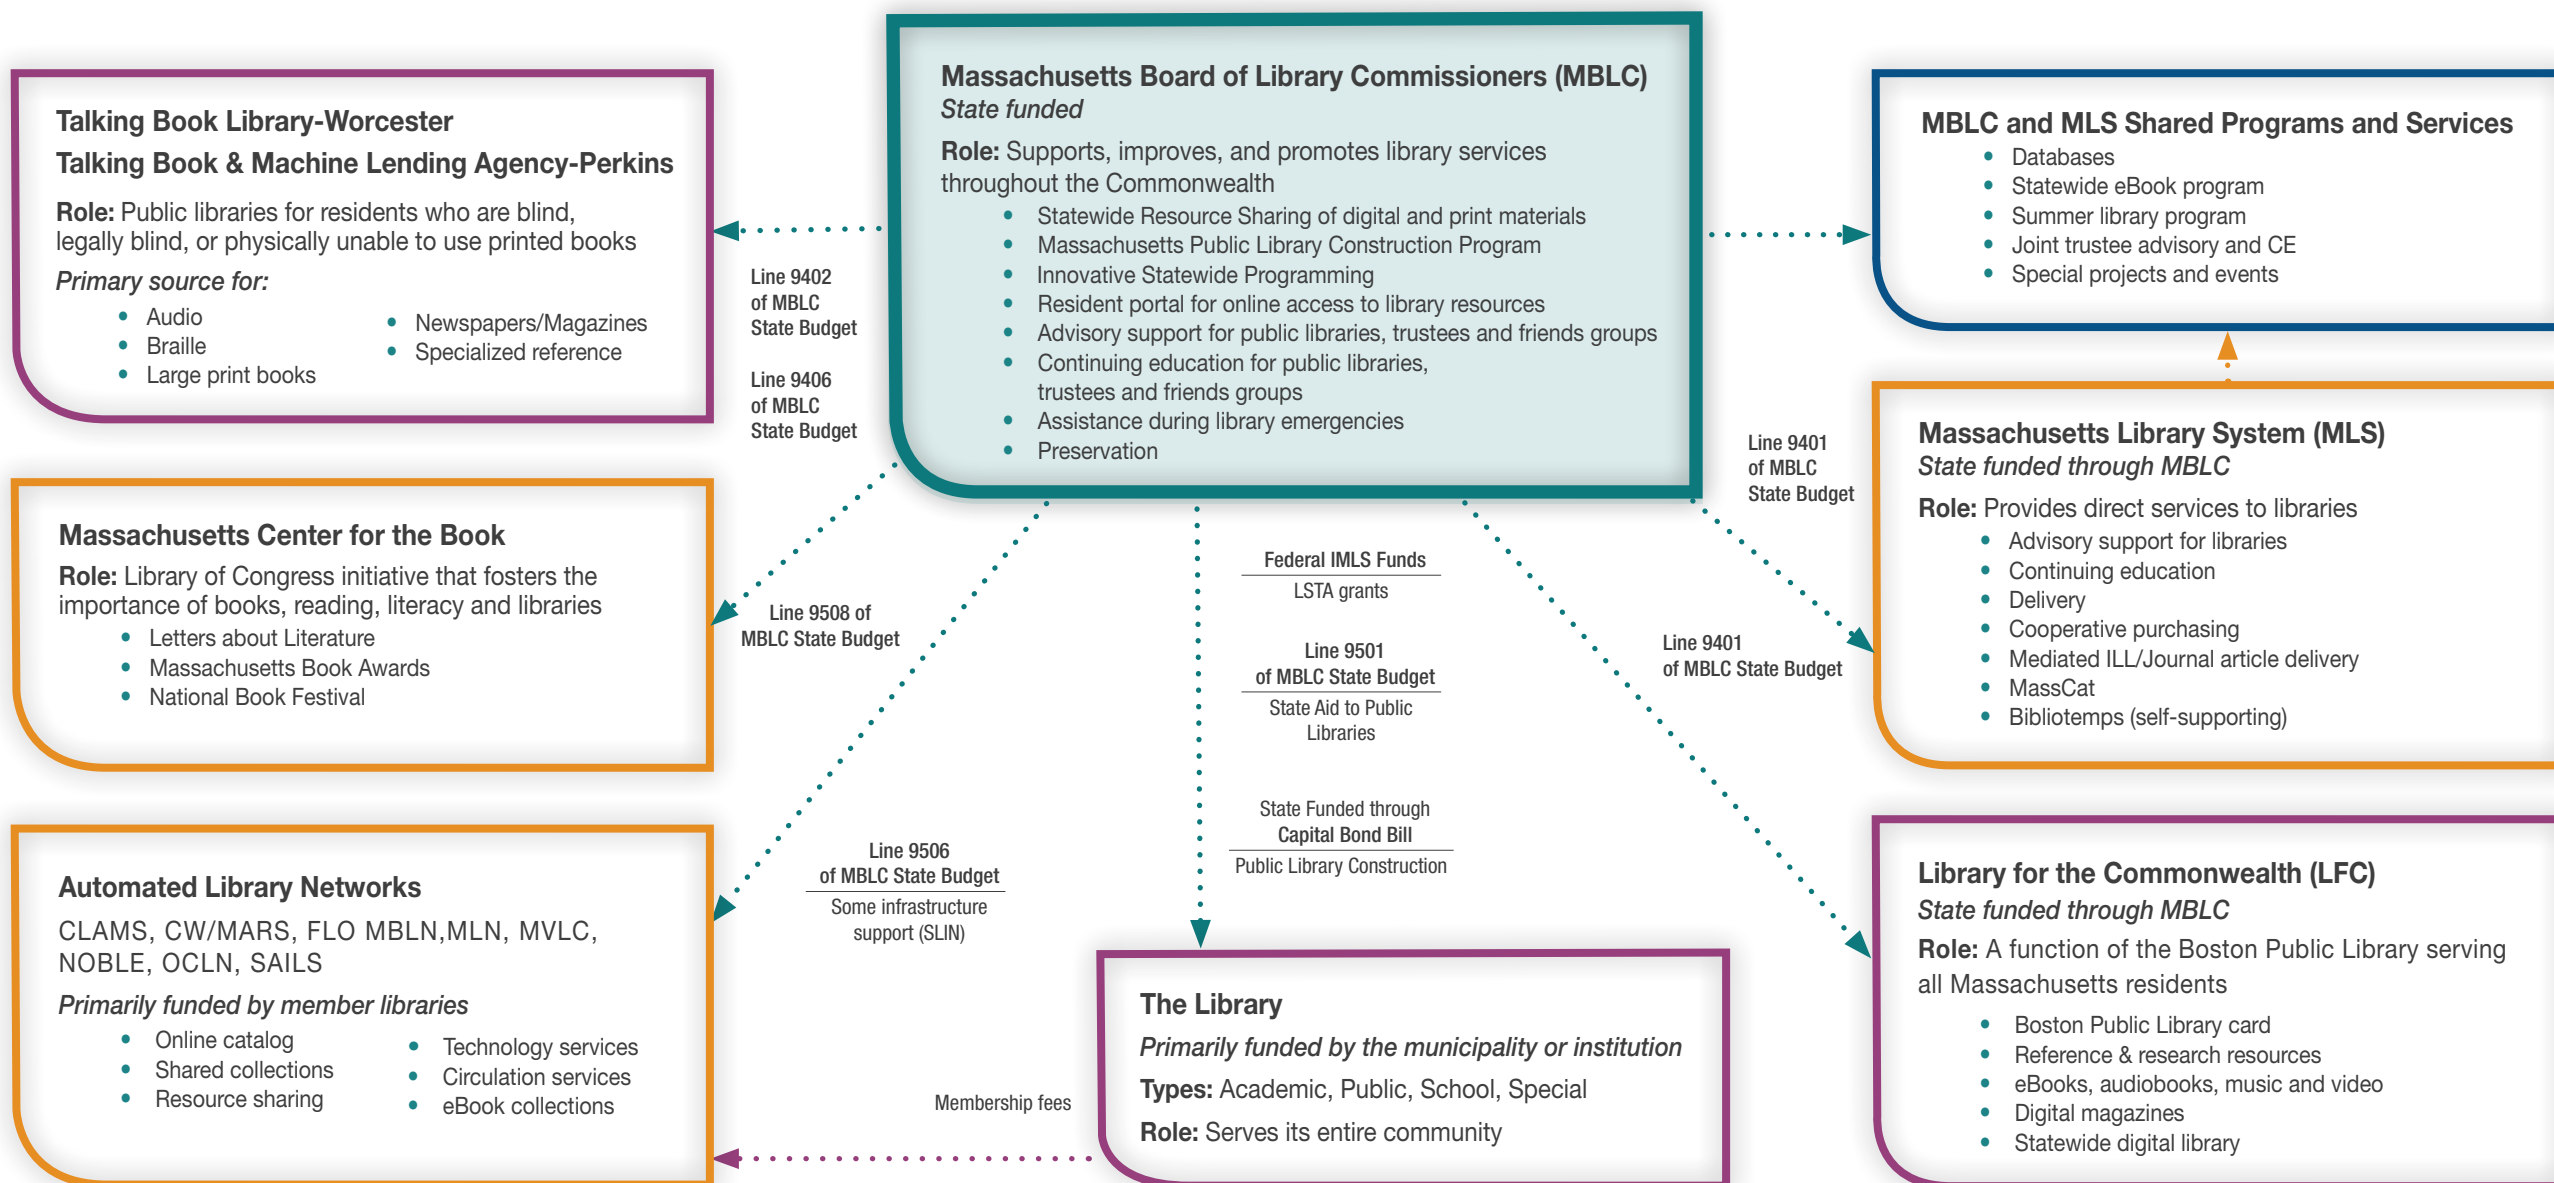 Massachusetts Board of Library Commissioners (MBLC)
State funded
Role: Supports, improves, and promotes library services
throughout the Commonwealth
• Statewide Resource Sharing of digital and print materials
• Massachusetts Public Library Construction Program
• Innovative Statewide Programming
• Resident portal for online access to library resources
• Advisory support for public libraries, trustees and friends groups
• Continuing education for public libraries,
trustees and friends groups
• Assistance during library emergencies
• Preservation
Talking Book Library-Worcester
Talking Book & Machine Lending Agency-Perkins
Role: Public libraries for residents who are blind,
legally blind, or physically unable to use printed books
Primary source for:
• Audio
• Braille
• Large print books
• Newspapers/Magazines
• Specialized reference
Line 9402
of MBLC
State Budget
Line 9406
of MBLC
State Budget
MBLC and MLS Shared Programs and Services
• Databases
• Statewide eBook program
• Summer library program
• Joint trustee advisory and CE
• Special projects and events
Massachusetts Center for the Book
Role: Library of Congress initiative that fosters the
importance of books, reading, literacy and libraries
• Letters about Literature
• Massachusetts Book Awards
• National Book Festival
Line 9508 of
MBLC State Budget
Federal IMLS Funds
LSTA grants
Line 9501
of MBLC State Budget
State Aid to Public
Libraries
State Funded through
Capital Bond Bill
Public Library Construction
Line 9401
of MBLC
State Budget
Line 9401
of MBLC State Budget
Massachusetts Library System (MLS)
State funded through MBLC
Role: Provides direct services to libraries
• Advisory support for libraries
• Continuing education
• Delivery
• Cooperative purchasing
• Mediated ILL/Journal article delivery
• MassCat
• Bibliotemps (self-supporting)
Automated Library Networks
CLAMS, CW/MARS, FLO MBLN,MLN, MVLC,
NOBLE, OCLN, SAILS
Primarily funded by member libraries
• Online catalog
• Shared collections
• Resource sharing
• Technology services
• Circulation services
• eBook collections
Line 9506
of MBLC State Budget
Some infrastructure
support (SLIN)
Membership fees
The Library
Primarily funded by the municipality or institution
Types: Academic, Public, School, Special
Role: Serves its entire community
Library for the Commonwealth (LFC)
State funded through MBLC
Role: A function of the Boston Public Library serving
all Massachusetts residents
• Boston Public Library card
• Reference & research resources
• eBooks, audiobooks, music and video
• Digital magazines
• Statewide digital library